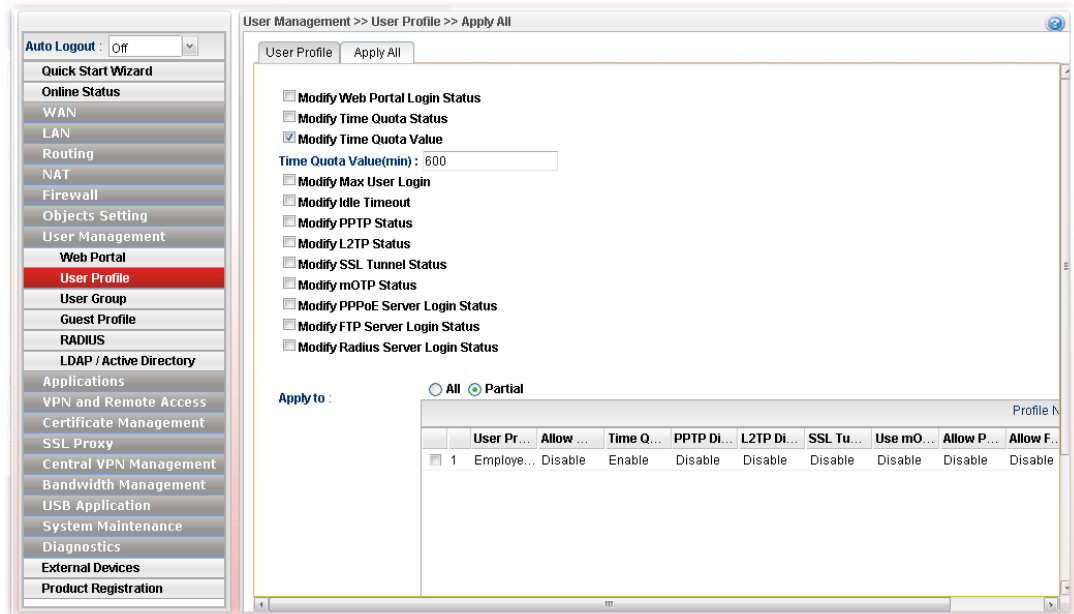 User Management >> User Profile >> Apply All
Auto Logout : Off
Quick Start Wizard
Online Status
WAN
LAN
Routing
NAT
Firewall
Objects Setting
User Management
Web Portal
User Profile
User Group
Guest Profile
RADIUS
LDAP / Active Directory
Applications
VPN and Remote Access
Certificate Management
SSL Proxy
Central VPN Management
Bandwidth Management
USB Application
System Maintenance
Diagnostics
External Devices
Product Registration
User Profile Apply All
Modify Web Portal Login Status
Modify Time Quota Status
Modify Time Quota Value
Time Quota Value(min) : 600
Modify Max User Login
Modify Idle Timeout
Modify PPTP Status
Modify L2TP Status
Modify SSL Tunnel Status
Modify mOTP Status
Modify PPPoE Server Login Status
Modify FTP Server Login Status
Modify Radius Server Login Status
Apply to : All Partial
Profile N
User Pr... Allow ... Time Q... PPTP Di... L2TP Di... SSL Tu... Use mO... Allow P... Allow F...
1 Employe... Disable Enable Disable Disable Disable Disable Disable Disable